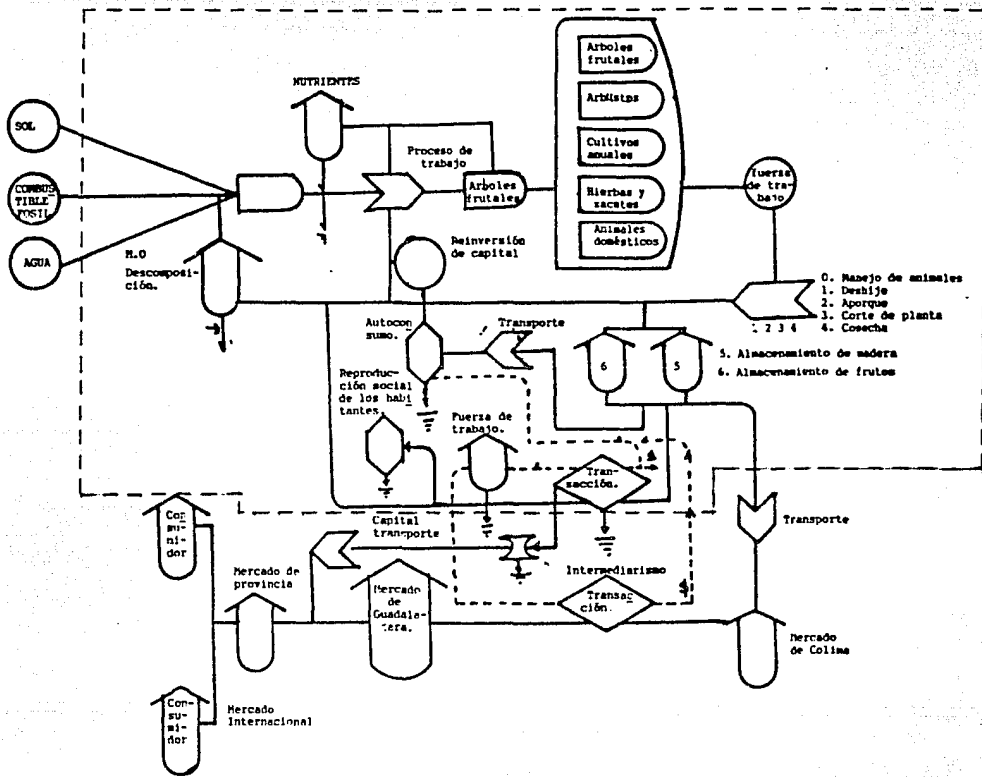 SOL
COMBUS
TIBLE
FOSIL
AGUA
NUTRIENTES
Proceso de
trabajo
Arboles
frutales
Arboles
frutales
Arbustos
Cultivos
anuales
Hierbas y
zacates
Animales
domésticos
fuerza
de tra-
bajo
M.O
Descomposi-
ción.
Reinversión
de capital
0. Manejo de animales
1. Deshije
2. Aporque
3. Corte de planta
4. Cosecha
1 2 3 4
Autocon
sumo.
Transporte
6
5
5. Almacenamiento de madera
6. Almacenamiento de frutos
Reproduc-
ción social
de los habi
tantes.
Fuerza de
trabajo.
Tran-
sacción.
Con
su-
mi-
dor
Capital
transporte
Transporte
Mercado de
provincia
Mercado
de
Guadala-
Intermediarismo
Transac
ción.
Mercado
de Colima
Con-
su-
mi-
dor
Mercado
Internacional